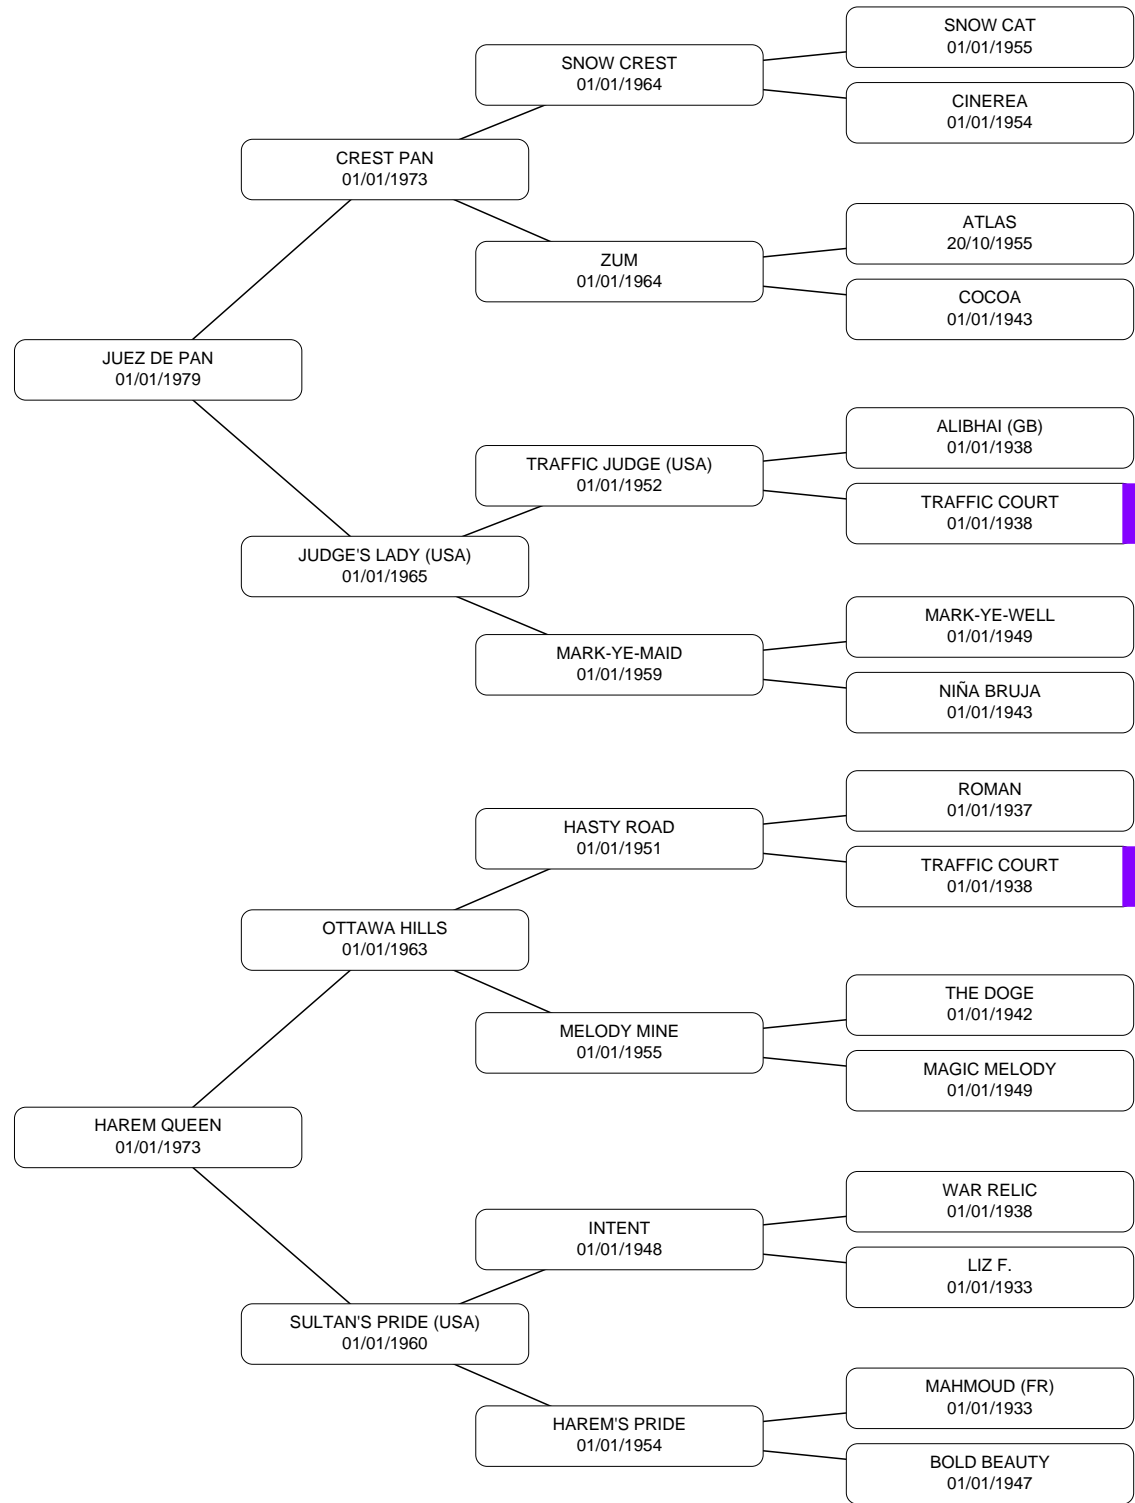 SNOW CAT
01/01/1955
SNOW CREST
01/01/1964
CINEREA
01/01/1954
CREST PAN
01/01/1973
ATLAS
20/10/1955
ZUM
01/01/1964
COCOA
01/01/1943
JUEZ DE PAN
01/01/1979
ALIBHAI (GB)
01/01/1938
TRAFFIC JUDGE (USA)
01/01/1952
TRAFFIC COURT
01/01/1938
JUDGE'S LADY (USA)
01/01/1965
MARK-YE-WELL
01/01/1949
MARK-YE-MAID
01/01/1959
NIÑA BRUJA
01/01/1943
ROMAN
01/01/1937
HASTY ROAD
01/01/1951
TRAFFIC COURT
01/01/1938
OTTAWA HILLS
01/01/1963
THE DOGE
01/01/1942
MELODY MINE
01/01/1955
MAGIC MELODY
01/01/1949
HAREM QUEEN
01/01/1973
WAR RELIC
01/01/1938
INTENT
01/01/1948
LIZ F.
01/01/1933
SULTAN'S PRIDE (USA)
01/01/1960
MAHMOUD (FR)
01/01/1933
HAREM'S PRIDE
01/01/1954
BOLD BEAUTY
01/01/1947